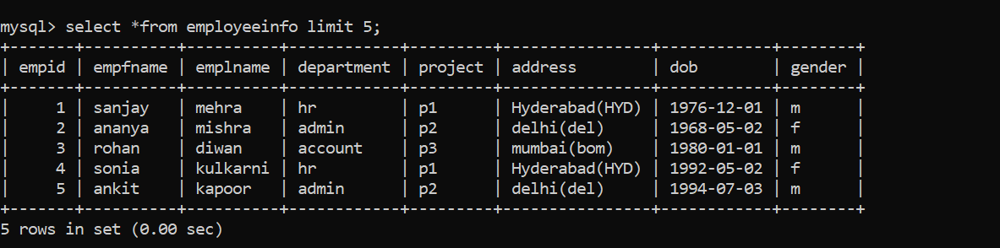 mysql> select *from employeeinfo limit 5;
+-------+----------+----------+------------+---------+----------------+------------+--------+
| empid | empfname | emplname | department | project | address        | dob        | gender |
+-------+----------+----------+------------+---------+----------------+------------+--------+
|     1 | sanjay   | mehra    | hr         | p1      | Hyderabad(HYD) | 1976-12-01 | m      |
|     2 | ananya   | mishra   | admin      | p2      | delhi(del)     | 1968-05-02 | f      |
|     3 | rohan    | diwan    | account    | p3      | mumbai(bom)    | 1980-01-01 | m      |
|     4 | sonia    | kulkarni | hr         | p1      | Hyderabad(HYD) | 1992-05-02 | f      |
|     5 | ankit    | kapoor   | admin      | p2      | delhi(del)     | 1994-07-03 | m      |
+-------+----------+----------+------------+---------+----------------+------------+--------+
5 rows in set (0.00 sec)